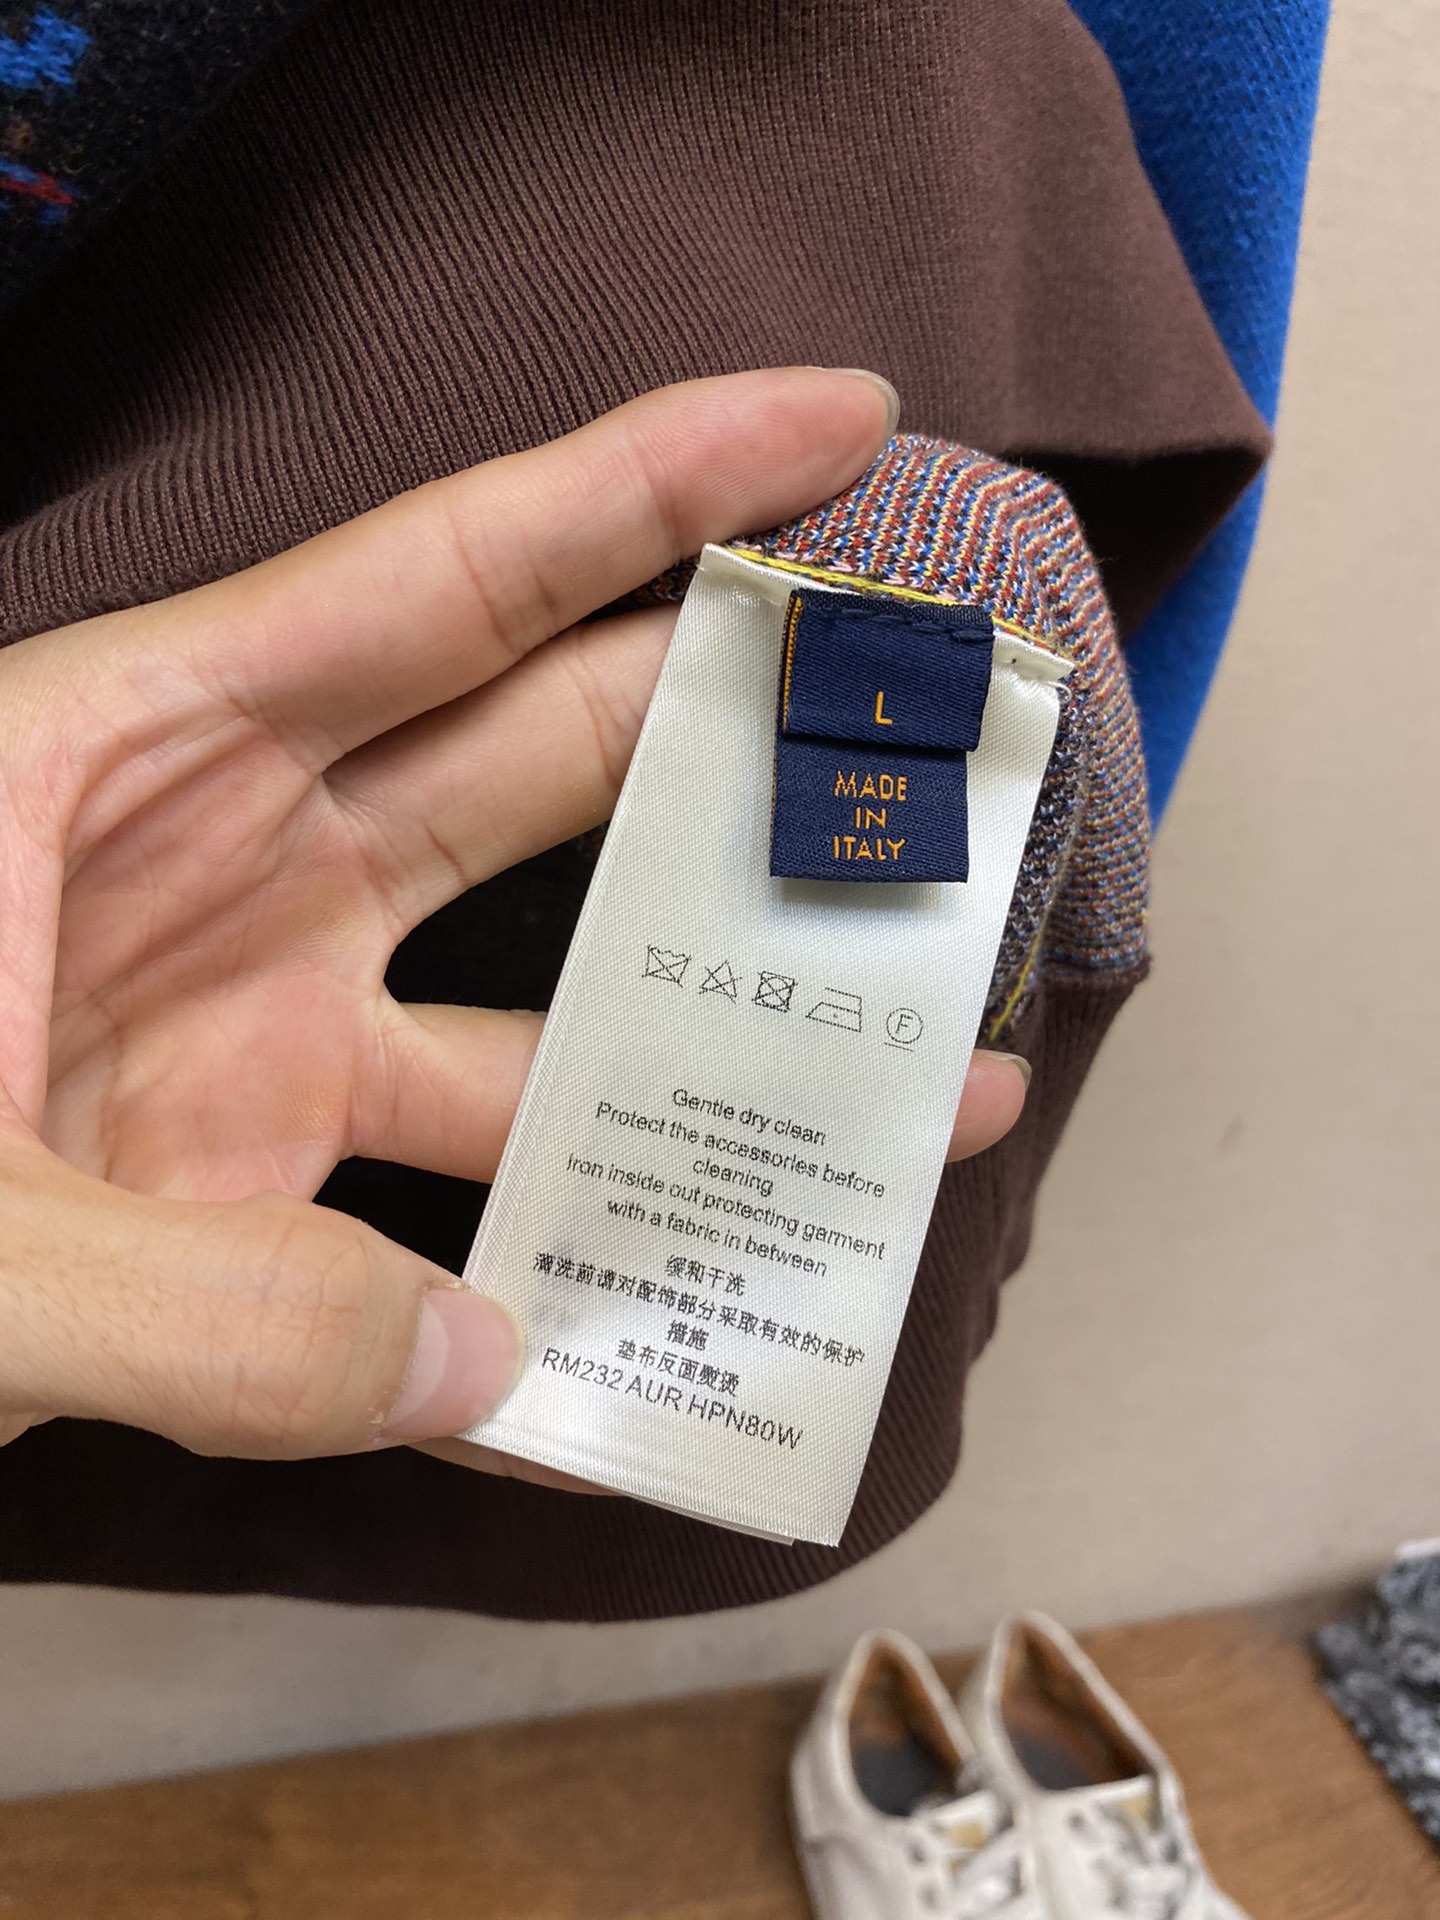 L
MADE
IN
ITALY
F
Gentle dry clean
Protect the accessories before
cleaning
Iron inside out protecting garment
with a fabric in between
缓和干洗
清洗前请对配饰部分采取有效的保护
措施
垫布反面熨烫
RM232 AUR HPN80W